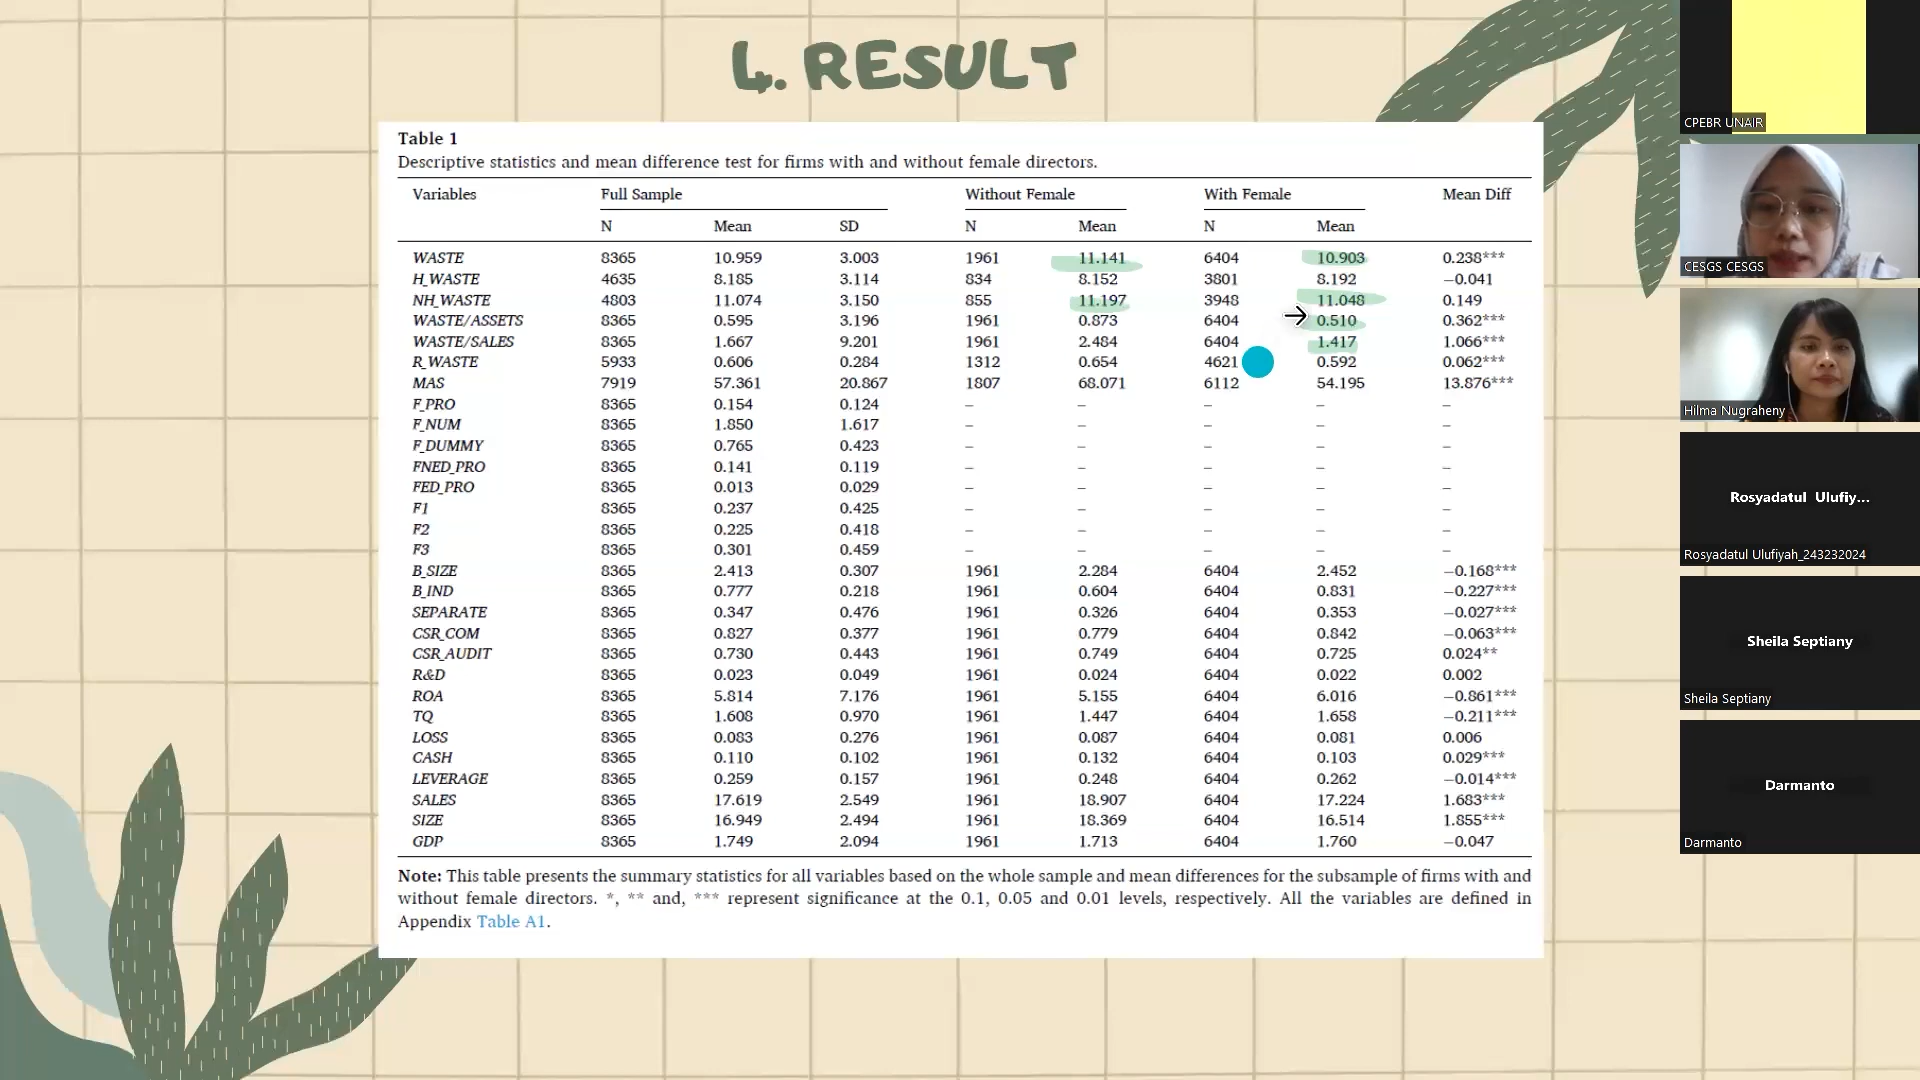 4. RESULT
Table 1
Descriptive statistics and mean difference test for firms with and without female directors.
Variables Full Sample Without Female With Female Mean Diff
N Mean SD N Mean N Mean
WASTE 8365 10.959 3.003 1961 11.141 6404 10.903 0.238***
H_WASTE 4635 8.185 3.114 834 8.152 3801 8.192 −0.041
NH_WASTE 4803 11.074 3.150 855 11.197 3948 11.048 0.149
WASTE/ASSETS 8365 0.595 3.196 1961 0.873 6404 0.510 0.362***
WASTE/SALES 8365 1.667 9.201 1961 2.484 6404 1.417 1.066***
R_WASTE 5933 0.606 0.284 1312 0.654 4621 0.592 0.062***
MAS 7919 57.361 20.867 1807 68.071 6112 54.195 13.876***
F_PRO 8365 0.154 0.124 – – – – –
F_NUM 8365 1.850 1.617 – – – – –
F_DUMMY 8365 0.765 0.423 – – – – –
FNED_PRO 8365 0.141 0.119 – – – – –
FED_PRO 8365 0.013 0.029 – – – – –
F1 8365 0.237 0.425 – – – – –
F2 8365 0.225 0.418 – – – – –
F3 8365 0.301 0.459 – – – – –
B_SIZE 8365 2.413 0.307 1961 2.284 6404 2.452 −0.168***
B_IND 8365 0.777 0.218 1961 0.604 6404 0.831 −0.227***
SEPARATE 8365 0.347 0.476 1961 0.326 6404 0.353 −0.027***
CSR_COM 8365 0.827 0.377 1961 0.779 6404 0.842 −0.063***
CSR_AUDIT 8365 0.730 0.443 1961 0.749 6404 0.725 0.024**
R&D 8365 0.023 0.049 1961 0.024 6404 0.022 0.002
ROA 8365 5.814 7.176 1961 5.155 6404 6.016 −0.861***
TQ 8365 1.608 0.970 1961 1.447 6404 1.658 −0.211***
LOSS 8365 0.083 0.276 1961 0.087 6404 0.081 0.006
CASH 8365 0.110 0.102 1961 0.132 6404 0.103 0.029***
LEVERAGE 8365 0.259 0.157 1961 0.248 6404 0.262 −0.014***
SALES 8365 17.619 2.549 1961 18.907 6404 17.224 1.683***
SIZE 8365 16.949 2.494 1961 18.369 6404 16.514 1.855***
GDP 8365 1.749 2.094 1961 1.713 6404 1.760 −0.047
Note: This table presents the summary statistics for all variables based on the whole sample and mean differences for the subsample of firms with and
without female directors. *, ** and, *** represent significance at the 0.1, 0.05 and 0.01 levels, respectively. All the variables are defined in
Appendix Table A1.
CPEBR UNAIR
CESGS CESGS
Hilma Nugraheny
Rosyadatul Ulufiy...
Rosyadatul Ulufiyah_243232024
Sheila Septiany
Sheila Septiany
Darmanto
Darmanto